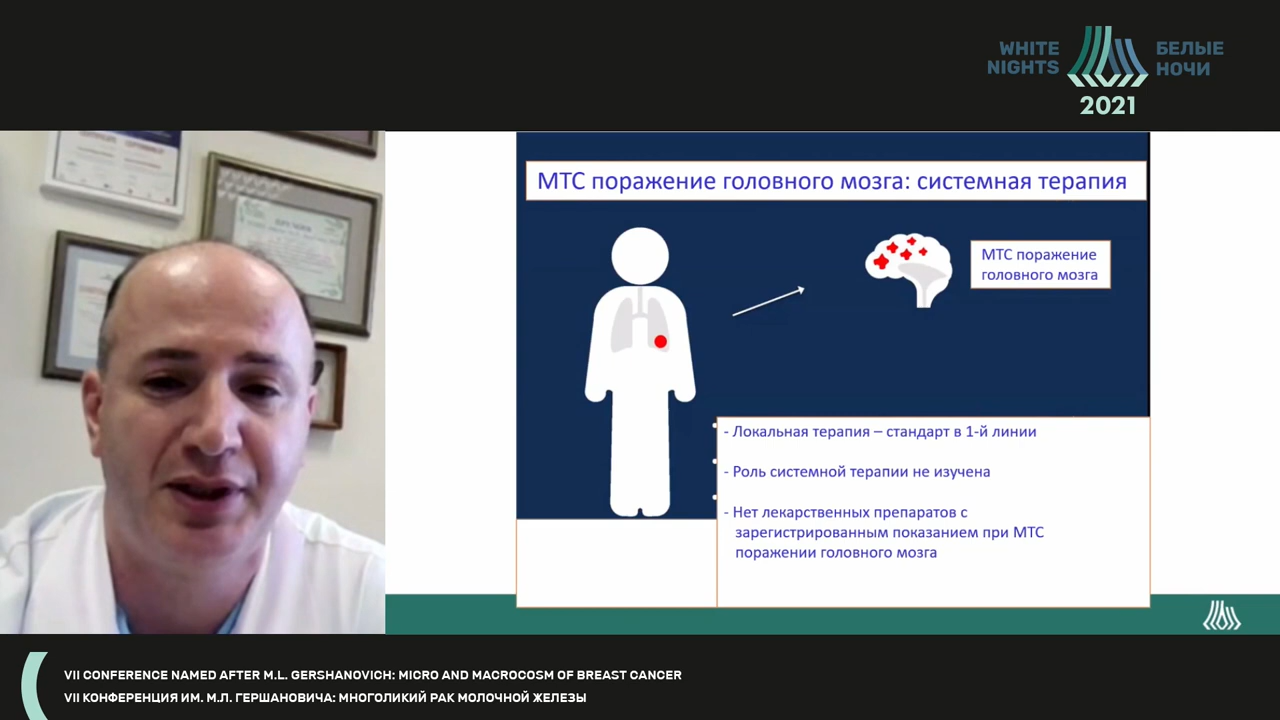 WHITE
NIGHTS
БЕЛЫЕ
НОЧИ
2021
МТС поражение головного мозга: системная терапия
МТС поражение
головного мозга
- Локальная терапия – стандарт в 1-й линии
- Роль системной терапии не изучена
- Нет лекарственных препаратов с
зарегистрированным показанием при МТС
поражении головного мозга
VII CONFERENCE NAMED AFTER M.L. GERSHANOVICH: MICRO AND MACROCOSM OF BREAST CANCER
VII КОНФЕРЕНЦИЯ ИМ. М.Л. ГЕРШАНОВИЧА: МНОГОЛИКИЙ РАК МОЛОЧНОЙ ЖЕЛЕЗЫ